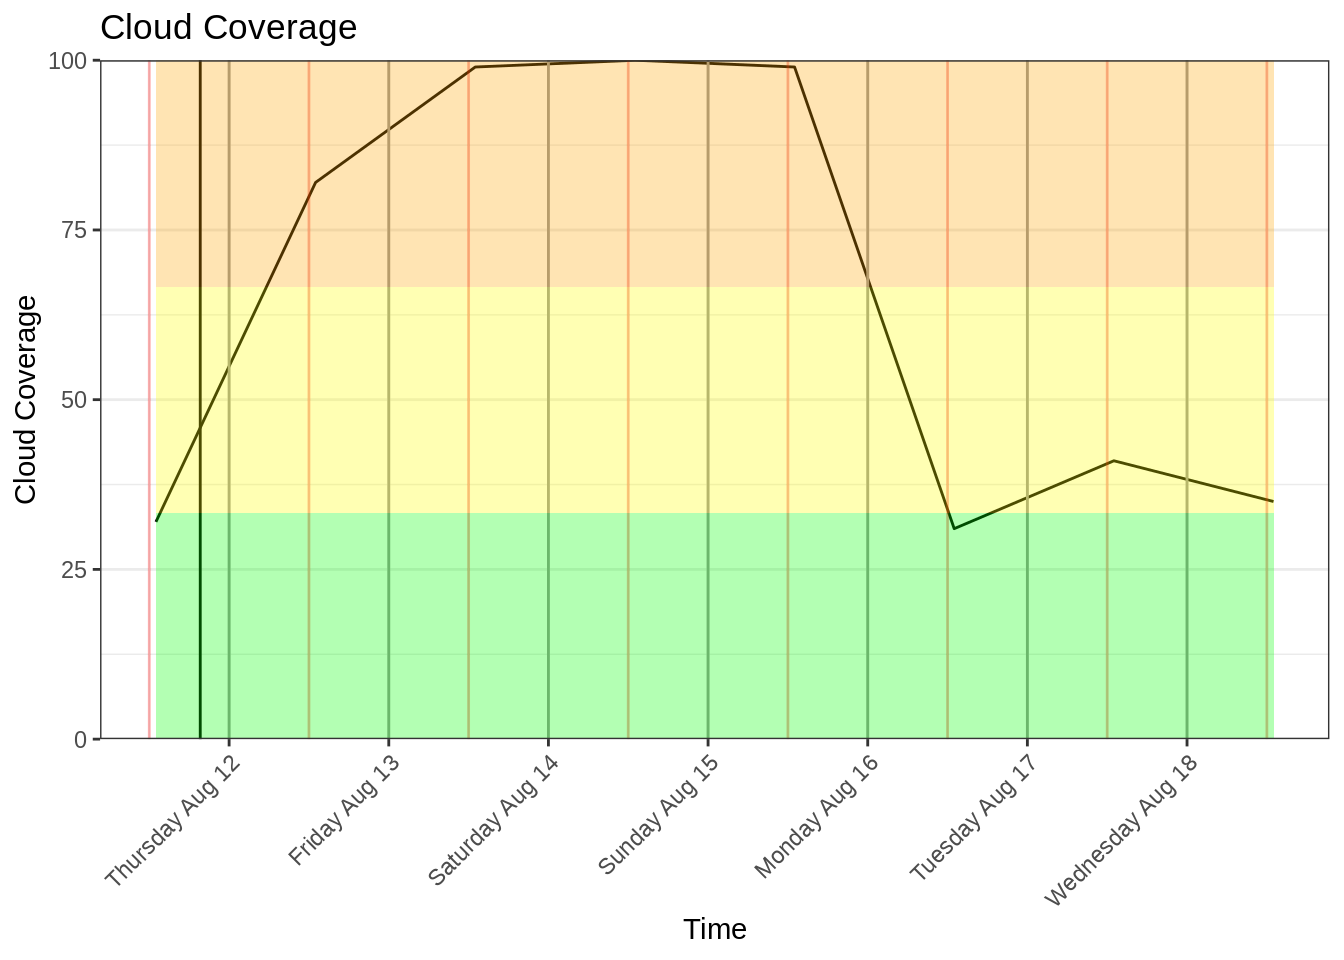 Cloud Coverage
100
75
50
25
0
Cloud Coverage
Thursday Aug 12
Friday Aug 13
Saturday Aug 14
Sunday Aug 15
Monday Aug 16
Tuesday Aug 17
Wednesday Aug 18
Time